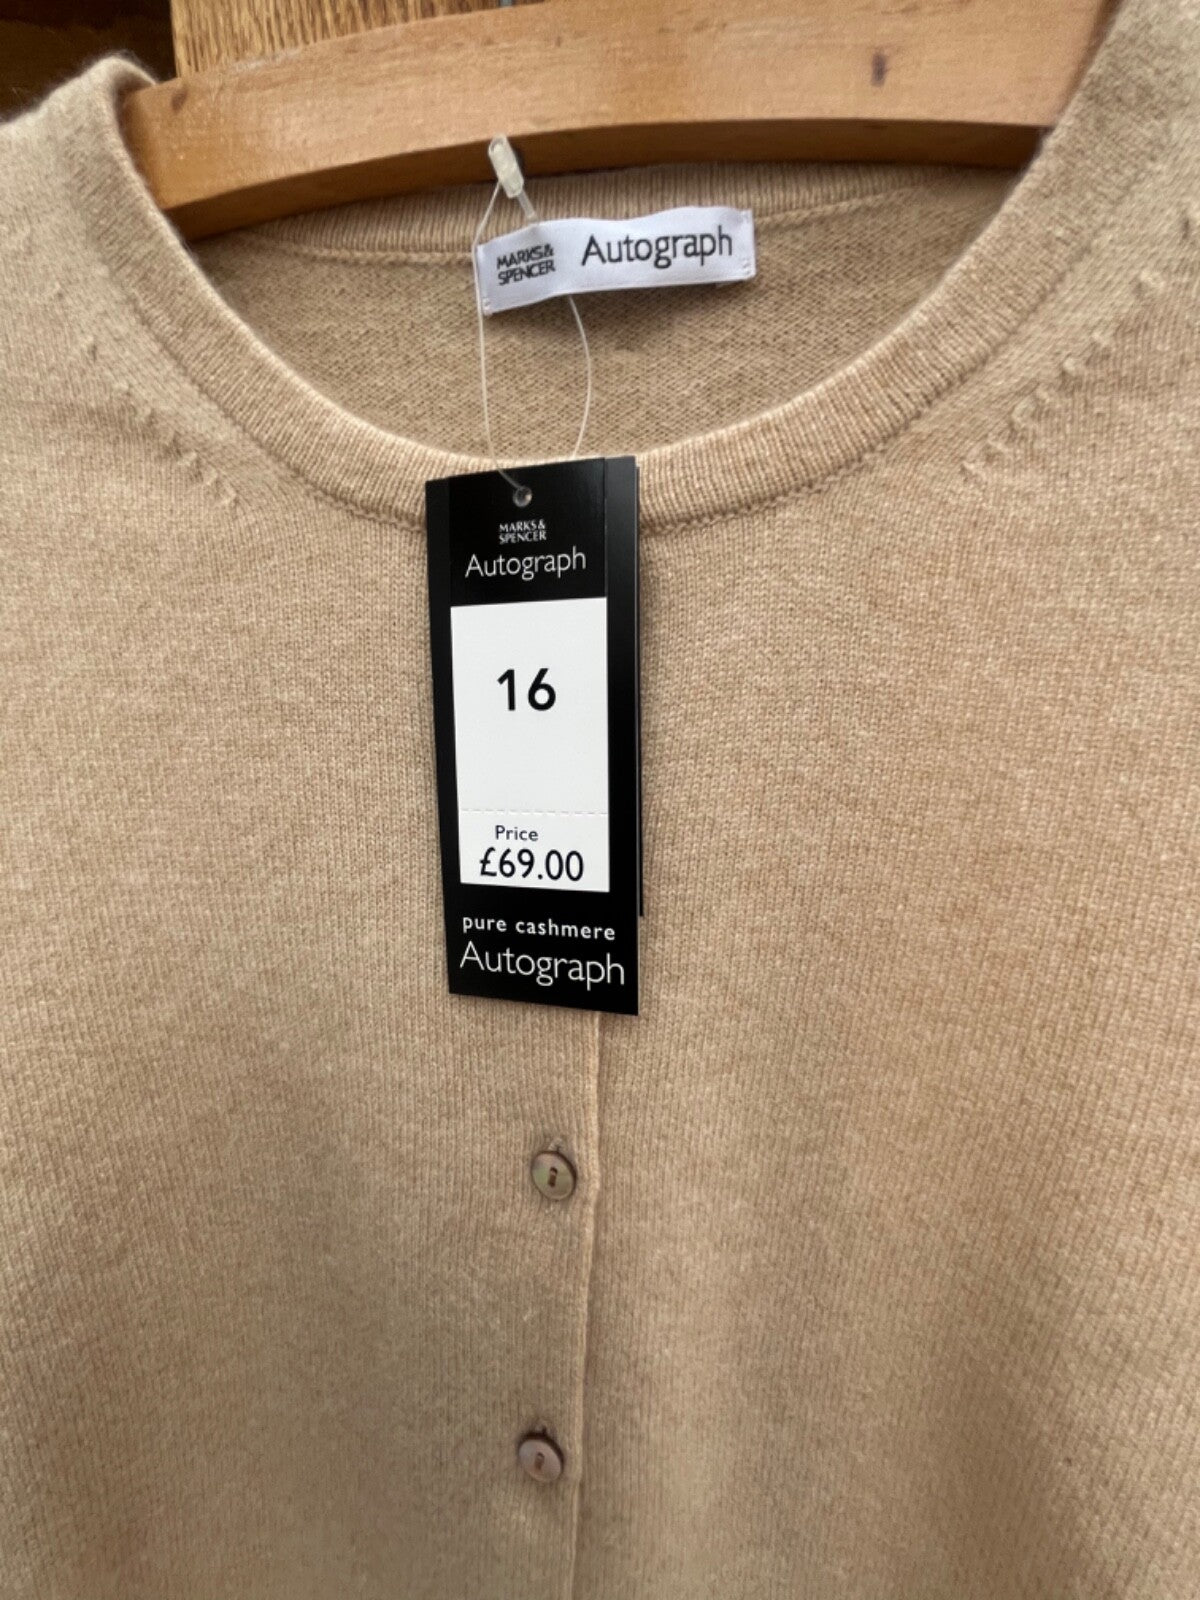 MARKS&
SPENCER
Autograph
MARKS&
SPENCER
Autograph
16
Price
£69.00
pure cashmere
Autograph